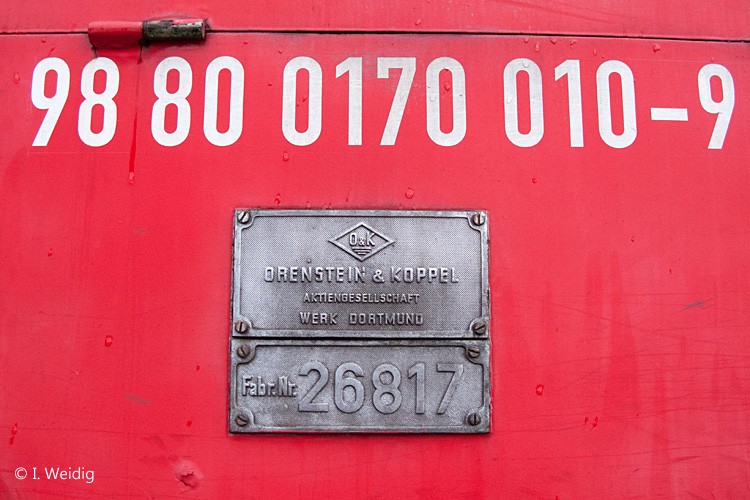 98 80 0170 010-9
O&K
ORENSTEIN & KOPPEL
AKTIENGESELLSCHAFT
WERK DORTMUND
Fabr. Nr. 26817
© I. Weidig